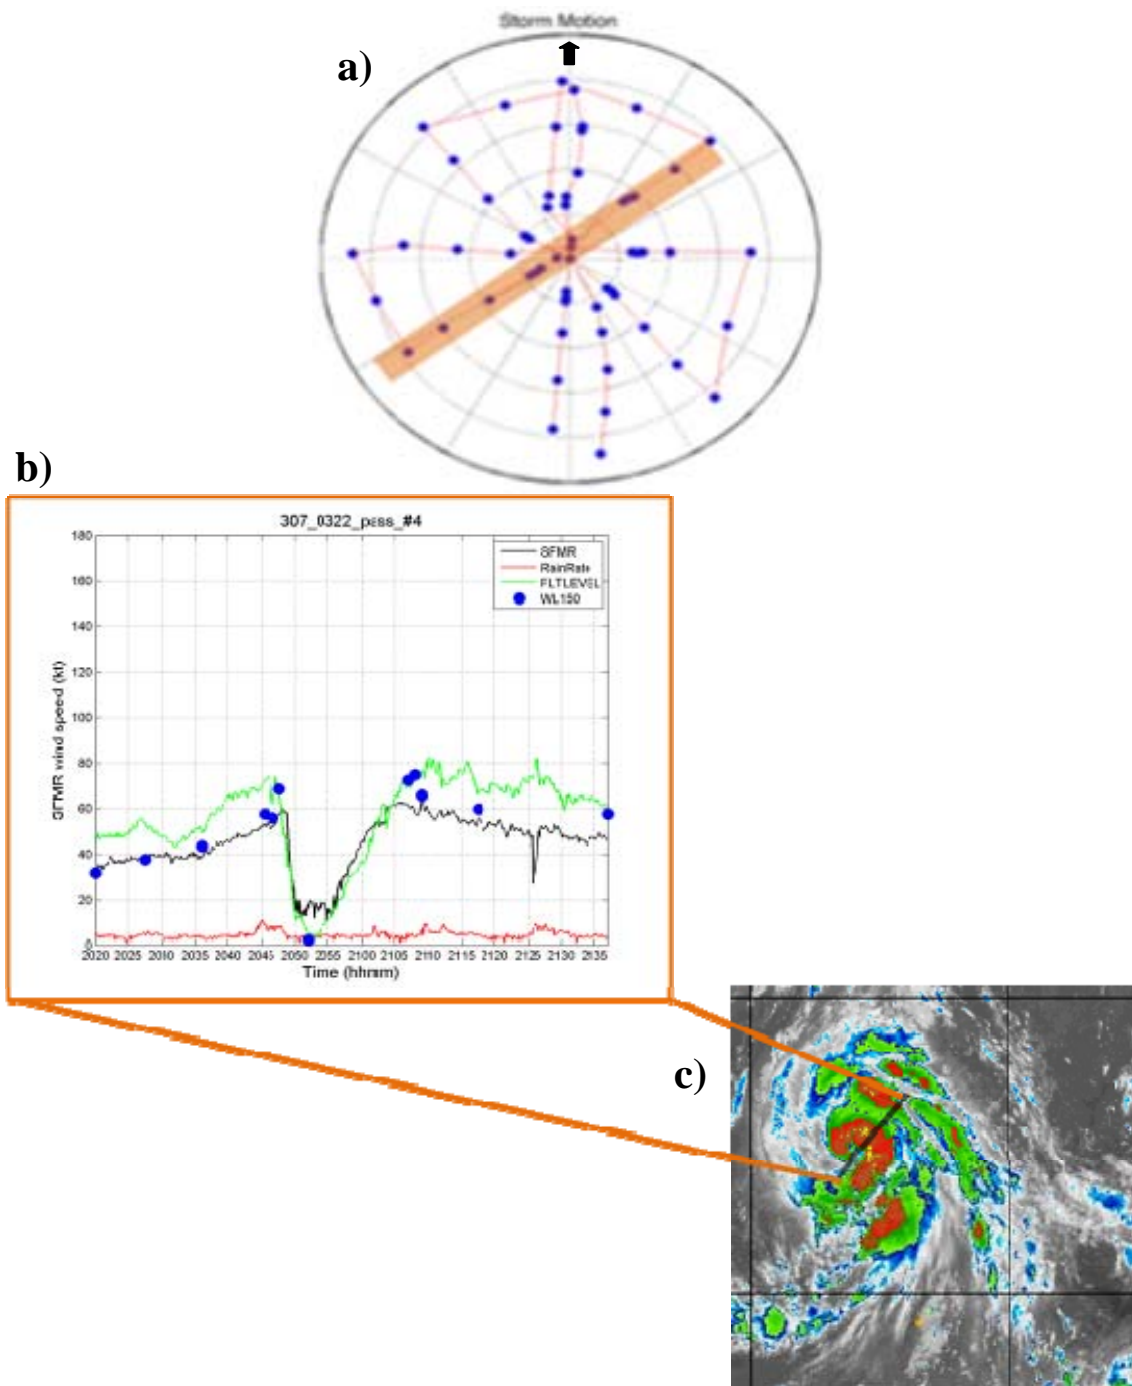 Storm Motion
a)
b)
307_0322_pass_#4
180
160
140
120
100
80
60
40
20
0
SFMR
RainRate
FLTLEVEL
WL150
SFMR wind speed (kt)
2020 2025 2030 2035 2040 2045 2050 2055 2100 2105 2110 2115 2120 2125 2130 2135
Time (hhmm)
c)